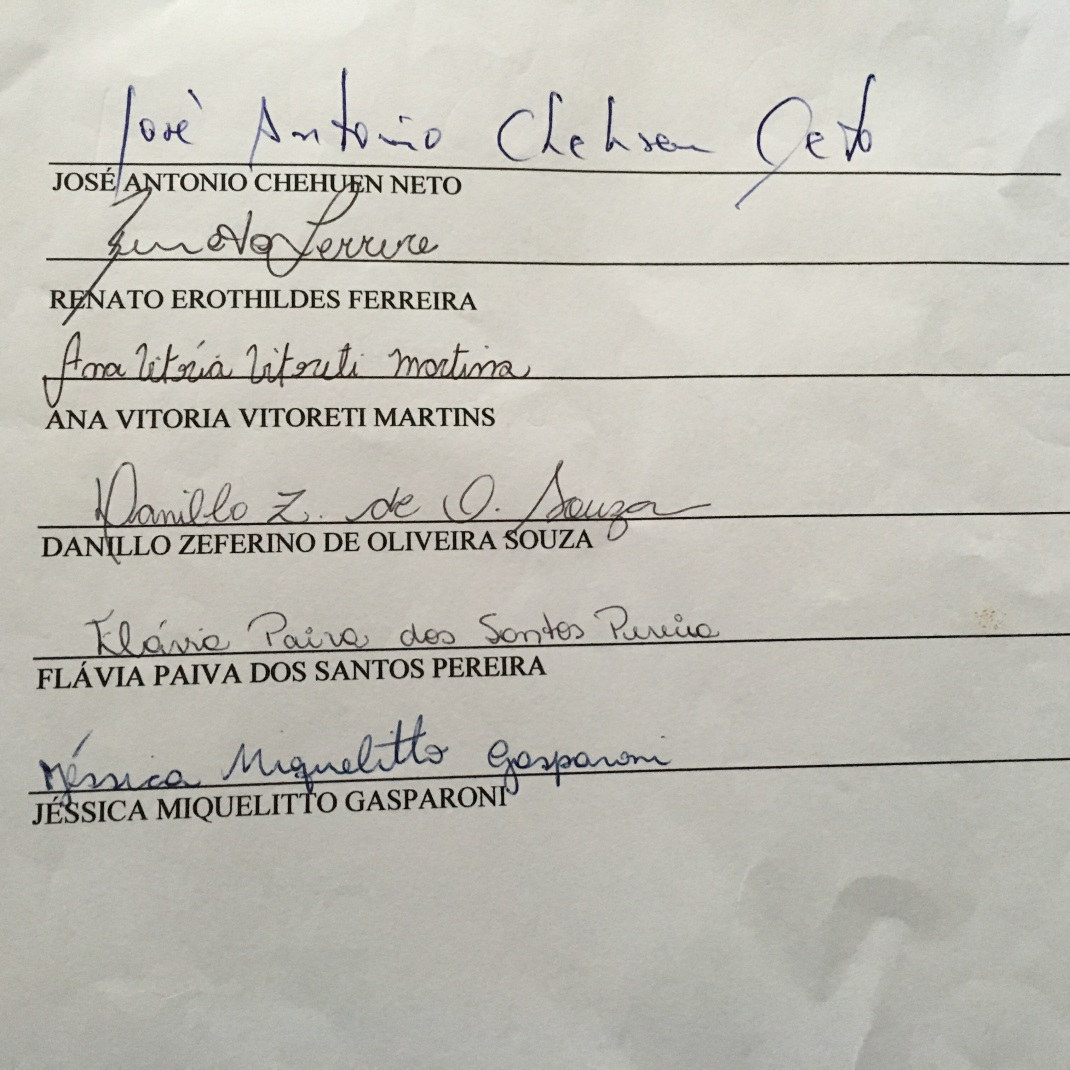 José Antonio Chehuen Neto
JOSÉ ANTONIO CHEHUEN NETO
Renato Ferreira
RENATO EROTHILDES FERREIRA
Ana Vitória Vitoreti Martins
ANA VITORIA VITORETI MARTINS
Danillo Z. de O. Souza
DANILLO ZEFERINO DE OLIVEIRA SOUZA
Flávia Paiva dos Santos Pereira
FLÁVIA PAIVA DOS SANTOS PEREIRA
Jéssica Miquelitto Gasparoni
JÉSSICA MIQUELITTO GASPARONI